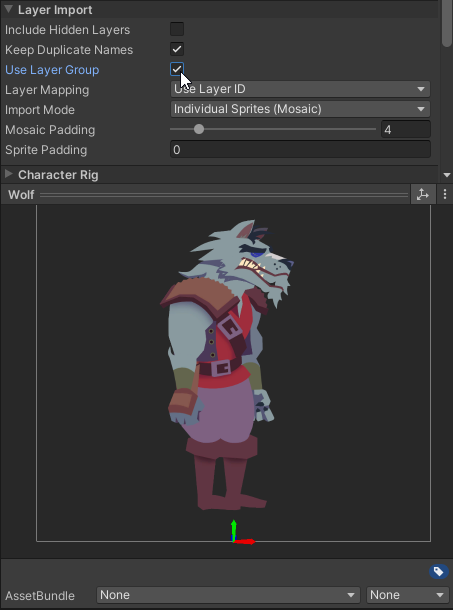 Layer Import
Include Hidden Layers
Keep Duplicate Names
Use Layer Group
Layer Mapping Use Layer ID
Import Mode Individual Sprites (Mosaic)
Mosaic Padding 4
Sprite Padding 0
Character Rig
Wolf
AssetBundle None None